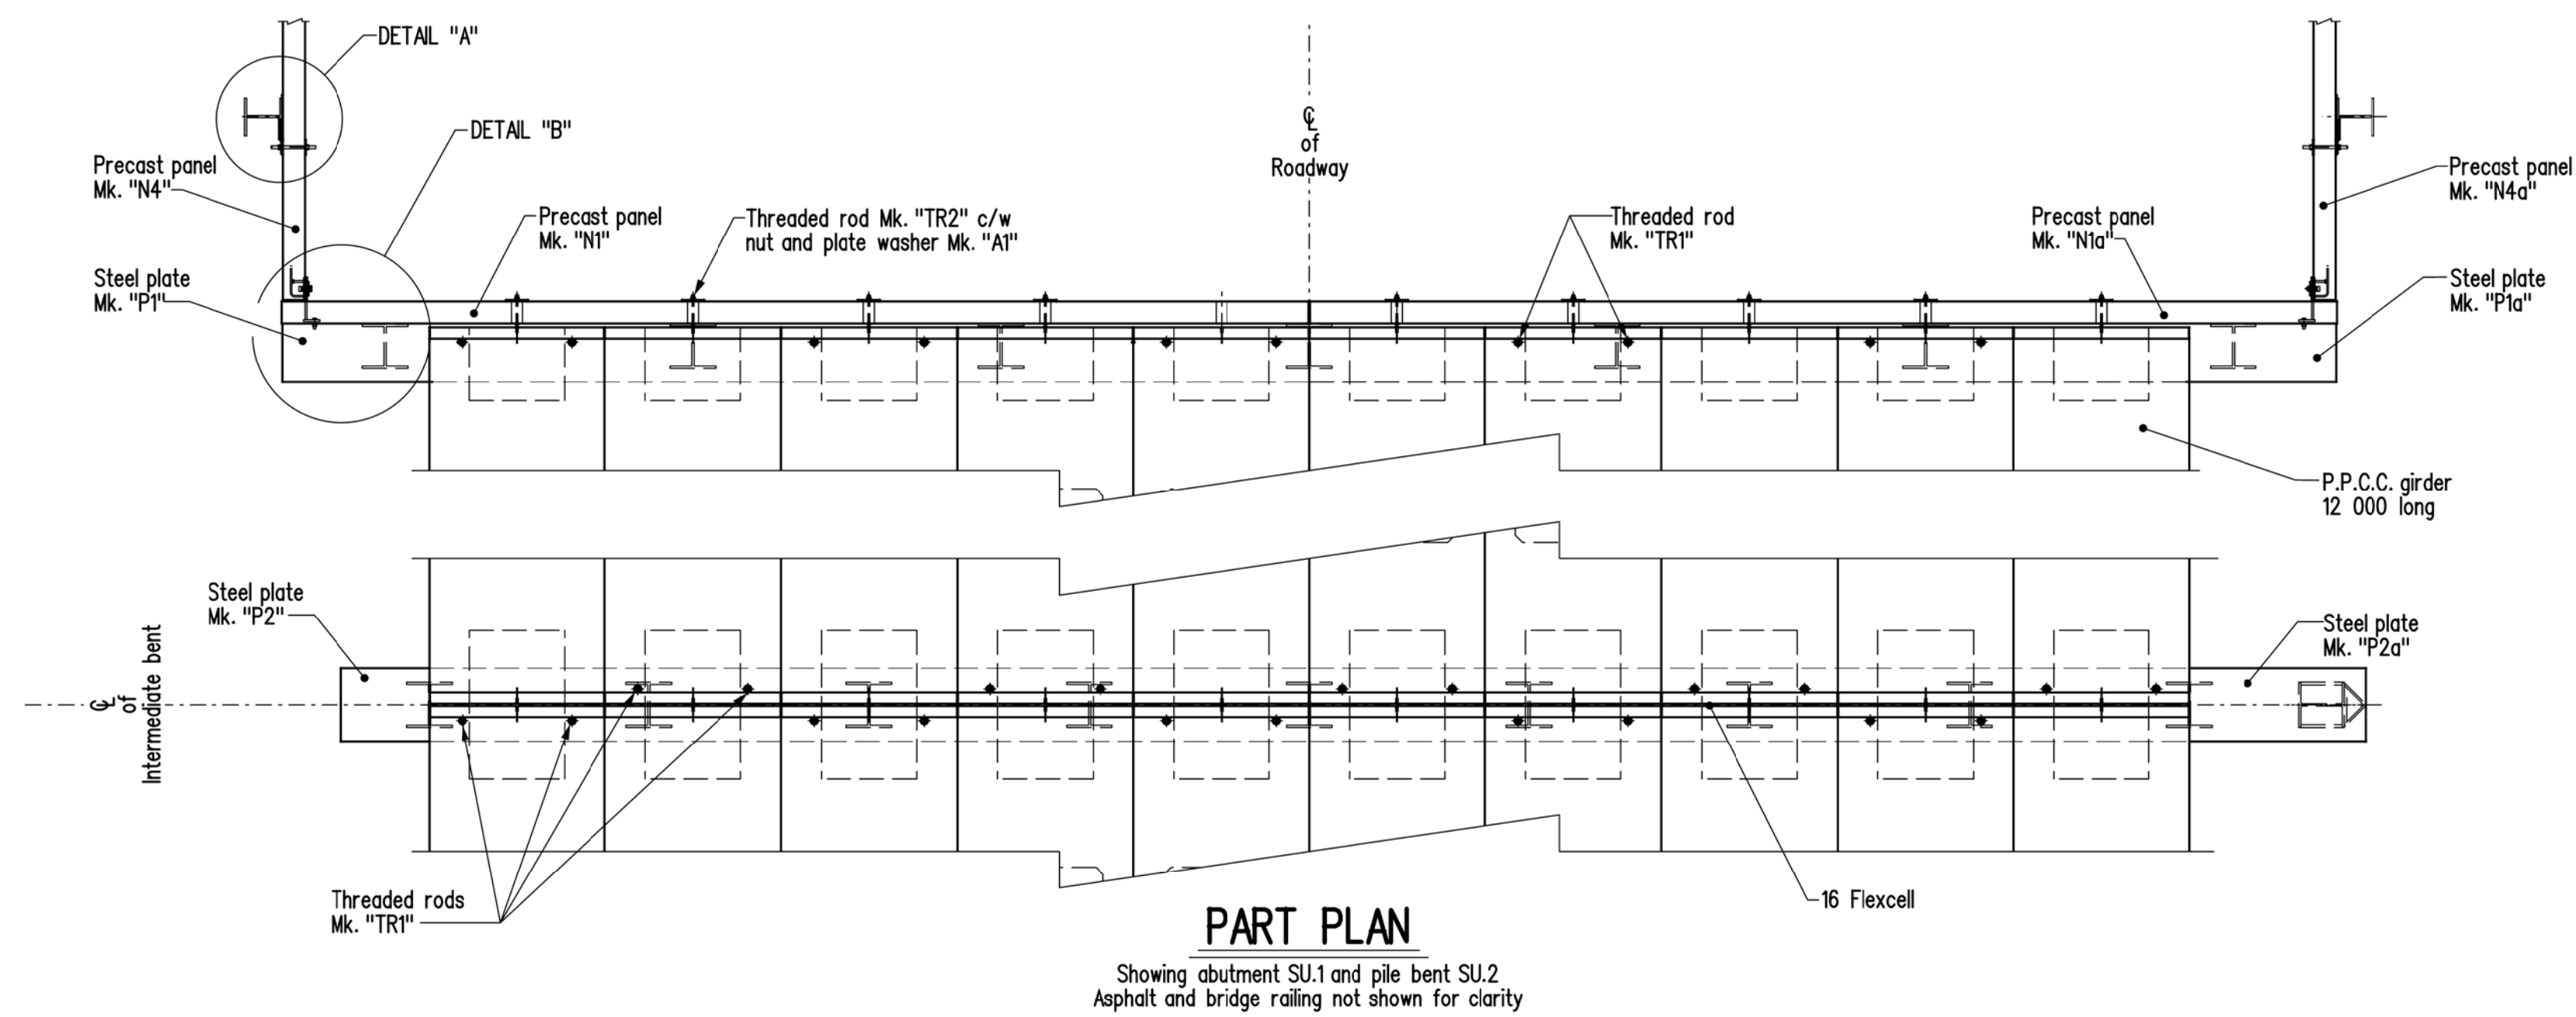 DETAIL "A"
DETAIL "B"
Precast panel
Mk. "N4"
Steel plate
Mk. "P1"
Precast panel
Mk. "N1"
Threaded rod Mk. "TR2" c/w
nut and plate washer Mk. "A1"
℄
of
Roadway
Threaded rod
Mk. "TR1"
Precast panel
Mk. "N1a"
Precast panel
Mk. "N4a"
Steel plate
Mk. "P1a"
P.P.C.C. girder
12 000 long
Steel plate
Mk. "P2"
℄
of
Intermediate bent
Steel plate
Mk. "P2a"
Threaded rods
Mk. "TR1"
16 Flexcell
PART PLAN
Showing abutment SU.1 and pile bent SU.2
Asphalt and bridge railing not shown for clarity